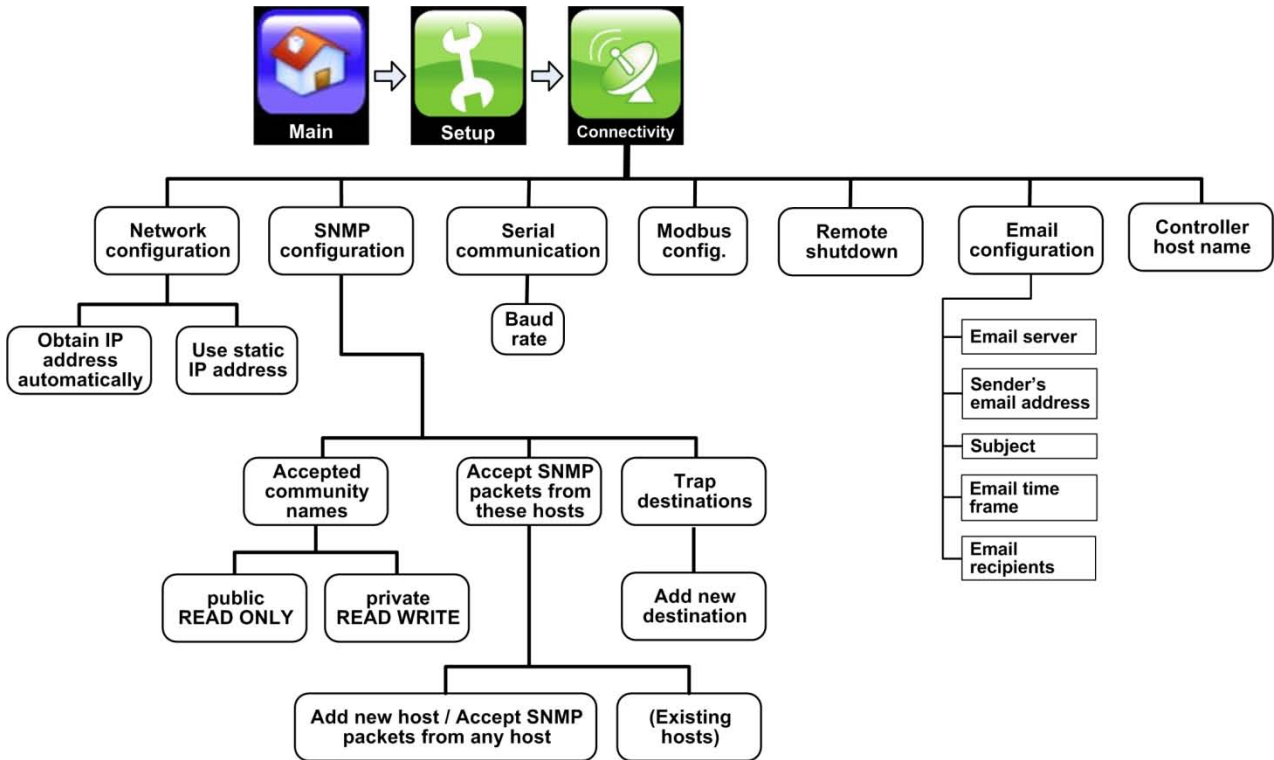 Main
Setup
Connectivity
Network
configuration
SNMP
configuration
Serial
communication
Modbus
config.
Remote
shutdown
Email
configuration
Controller
host name
Obtain IP
address
automatically
Use static
IP address
Baud
rate
Email server
Sender's
email address
Subject
Email time
frame
Email
recipients
Accepted
community
names
Accept SNMP
packets from
these hosts
Trap
destinations
public
READ ONLY
private
READ WRITE
Add new
destination
Add new host / Accept SNMP
packets from any host
(Existing
hosts)